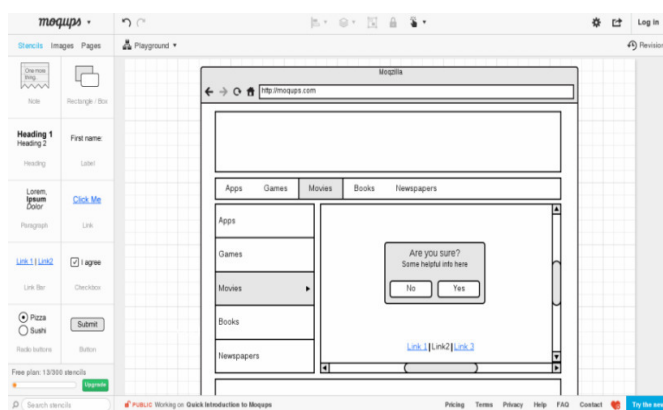 moqups
Log in
Stencils Images Pages
Playground
Revision
One more thing.
Note
Rectangle / Box
Heading 1
Heading 2
Heading
First name:
Label
Lorem,
Ipsum
Dolor
Paragraph
Click Me
Link
Link 1 | Link2
Link Bar
I agree
Checkbox
Pizza
Sushi
Radio buttons
Submit
Button
Free plan: 13/300 stencils
Upgrade
Search stencils
Moqzilla
http://moqups.com
Apps Games Movies Books Newspapers
Apps
Games
Movies
Books
Newspapers
Are you sure?
Some helpful info here
No Yes
Link 1|Link2|Link 3
PUBLIC Working on Quick Introduction to Moqups
Pricing Terms Privacy Help FAQ Contact
Try the